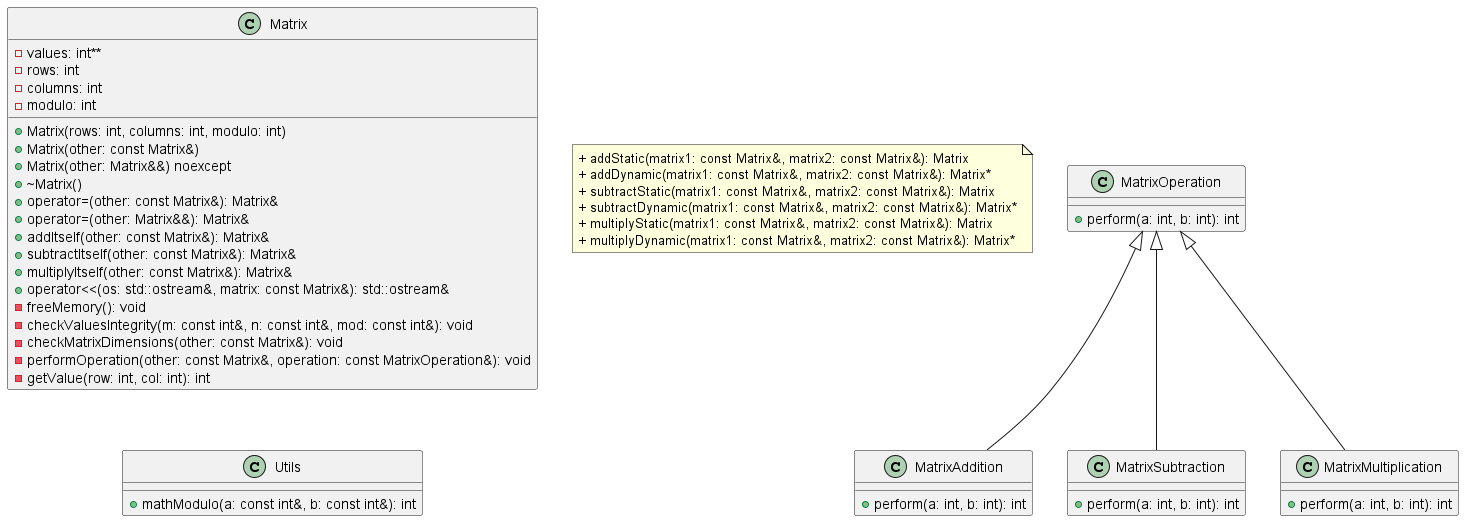 C Matrix
values: int**
rows: int
columns: int
modulo: int
Matrix(rows: int, columns: int, modulo: int)
Matrix(other: const Matrix&)
Matrix(other: Matrix&&) noexcept
~Matrix()
operator=(other: const Matrix&): Matrix&
operator=(other: Matrix&&): Matrix&
addItself(other: const Matrix&): Matrix&
subtractItself(other: const Matrix&): Matrix&
multiplyItself(other: const Matrix&): Matrix&
operator<<(os: std::ostream&, matrix: const Matrix&): std::ostream&
freeMemory(): void
checkValuesIntegrity(m: const int&, n: const int&, mod: const int&): void
checkMatrixDimensions(other: const Matrix&): void
performOperation(other: const Matrix&, operation: const MatrixOperation&): void
getValue(row: int, col: int): int
+ addStatic(matrix1: const Matrix&, matrix2: const Matrix&): Matrix
+ addDynamic(matrix1: const Matrix&, matrix2: const Matrix&): Matrix*
+ subtractStatic(matrix1: const Matrix&, matrix2: const Matrix&): Matrix
+ subtractDynamic(matrix1: const Matrix&, matrix2: const Matrix&): Matrix*
+ multiplyStatic(matrix1: const Matrix&, matrix2: const Matrix&): Matrix
+ multiplyDynamic(matrix1: const Matrix&, matrix2: const Matrix&): Matrix*
C MatrixOperation
perform(a: int, b: int): int
C Utils
mathModulo(a: const int&, b: const int&): int
C MatrixAddition
perform(a: int, b: int): int
C MatrixSubtraction
perform(a: int, b: int): int
C MatrixMultiplication
perform(a: int, b: int): int